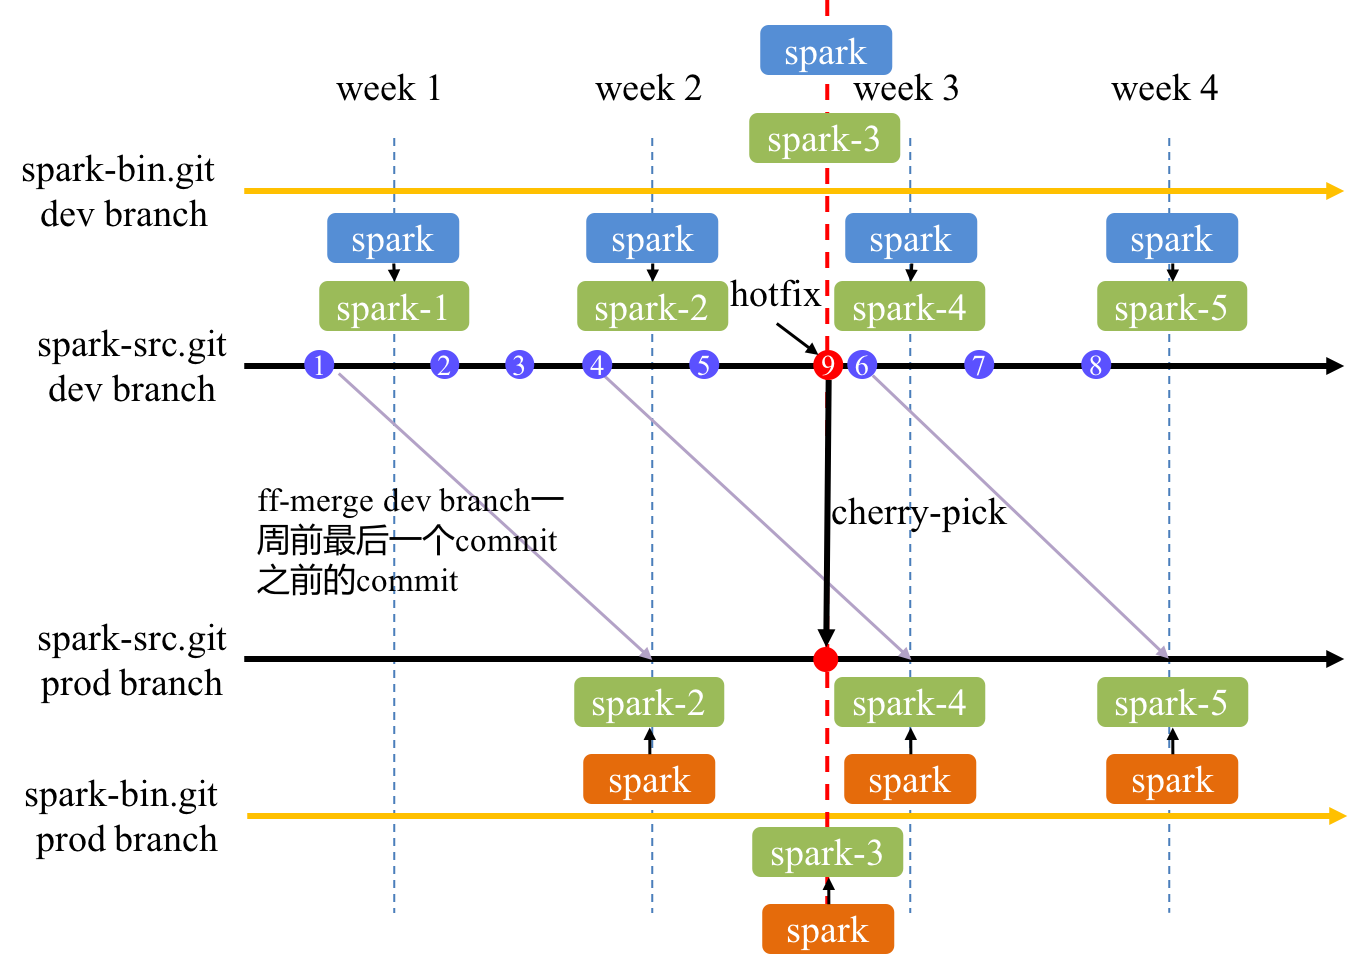 spark
week 1
week 2
week 3
week 4
spark-3
spark-bin.git
dev branch
spark
spark
spark
spark
spark-1
spark-2
hotfix
spark-4
spark-5
spark-src.git
dev branch
1
2
3
4
5
9
6
7
8
ff-merge dev branch一
周前最后一个commit
之前的commit
cherry-pick
spark-src.git
prod branch
spark-2
spark-4
spark-5
spark
spark
spark
spark-bin.git
prod branch
spark-3
spark